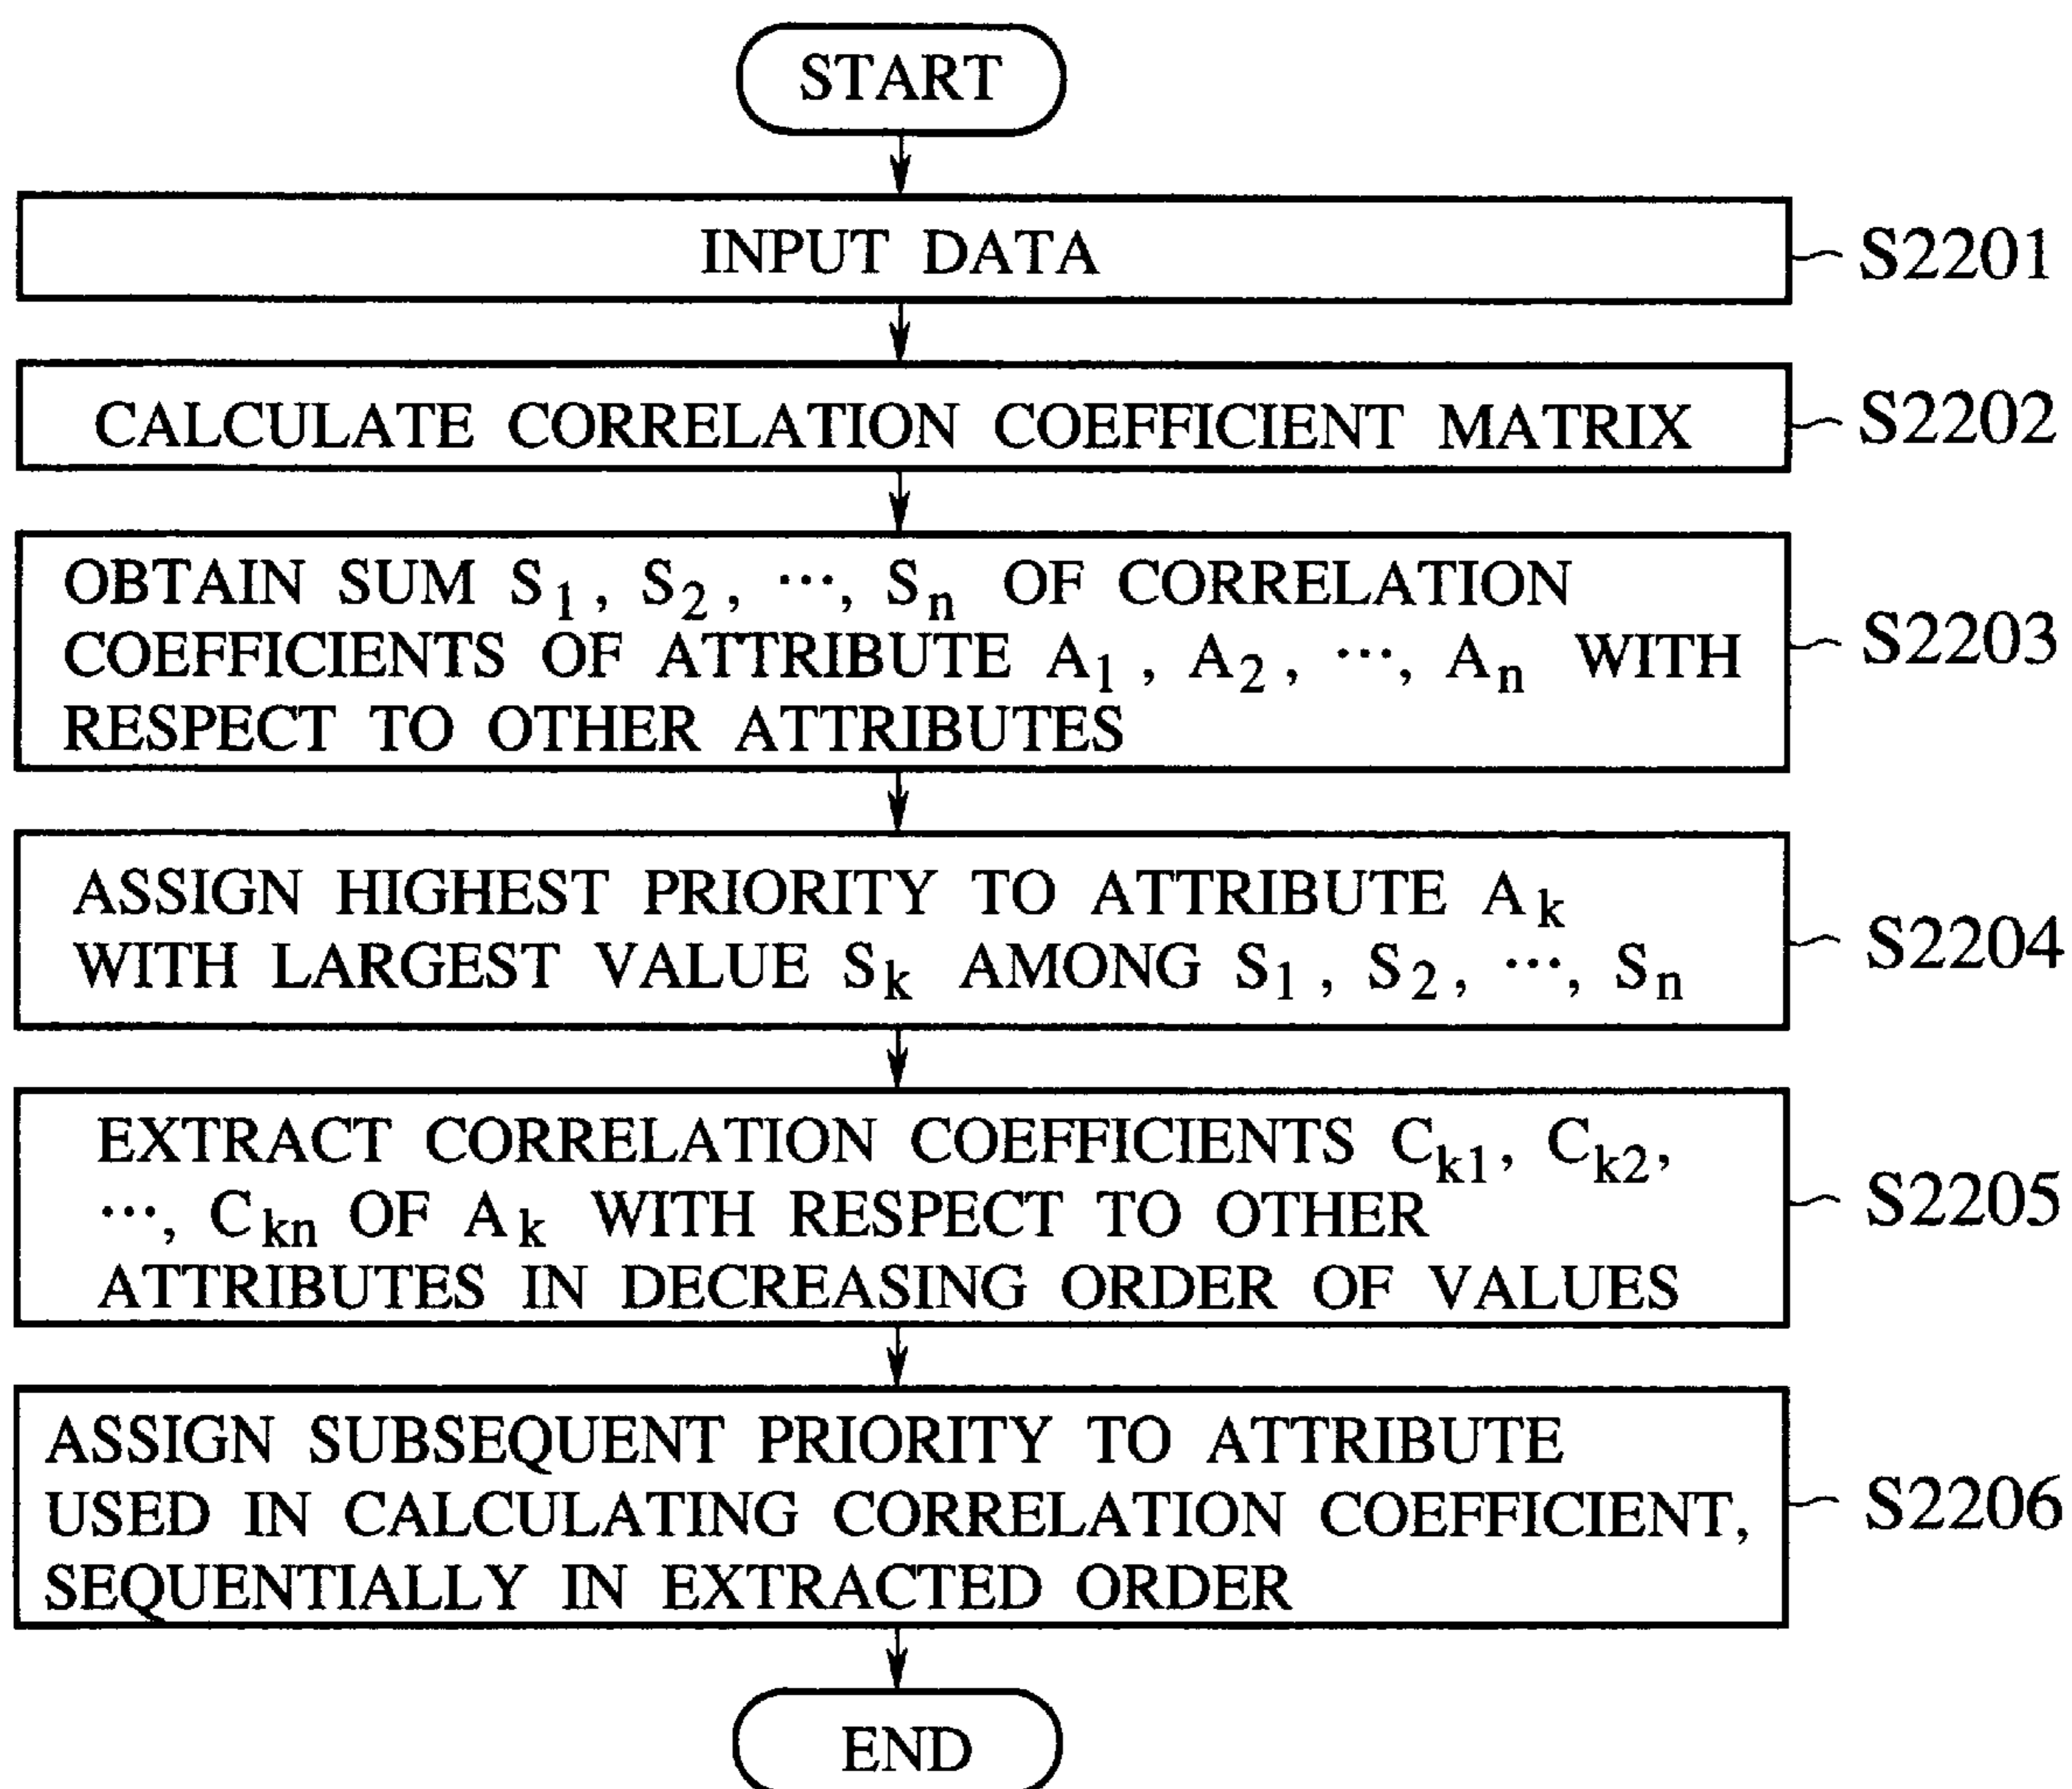 START
INPUT DATA
S2201
CALCULATE CORRELATION COEFFICIENT MATRIX
S2202
OBTAIN SUM S1, S2, ..., Sn OF CORRELATION
COEFFICIENTS OF ATTRIBUTE A1, A2, ..., An WITH
RESPECT TO OTHER ATTRIBUTES
S2203
ASSIGN HIGHEST PRIORITY TO ATTRIBUTE Ak
WITH LARGEST VALUE Sk AMONG S1, S2, ..., Sn
S2204
EXTRACT CORRELATION COEFFICIENTS Ck1, Ck2,
..., Ckn OF Ak WITH RESPECT TO OTHER
ATTRIBUTES IN DECREASING ORDER OF VALUES
S2205
ASSIGN SUBSEQUENT PRIORITY TO ATTRIBUTE
USED IN CALCULATING CORRELATION COEFFICIENT,
SEQUENTIALLY IN EXTRACTED ORDER
S2206
END